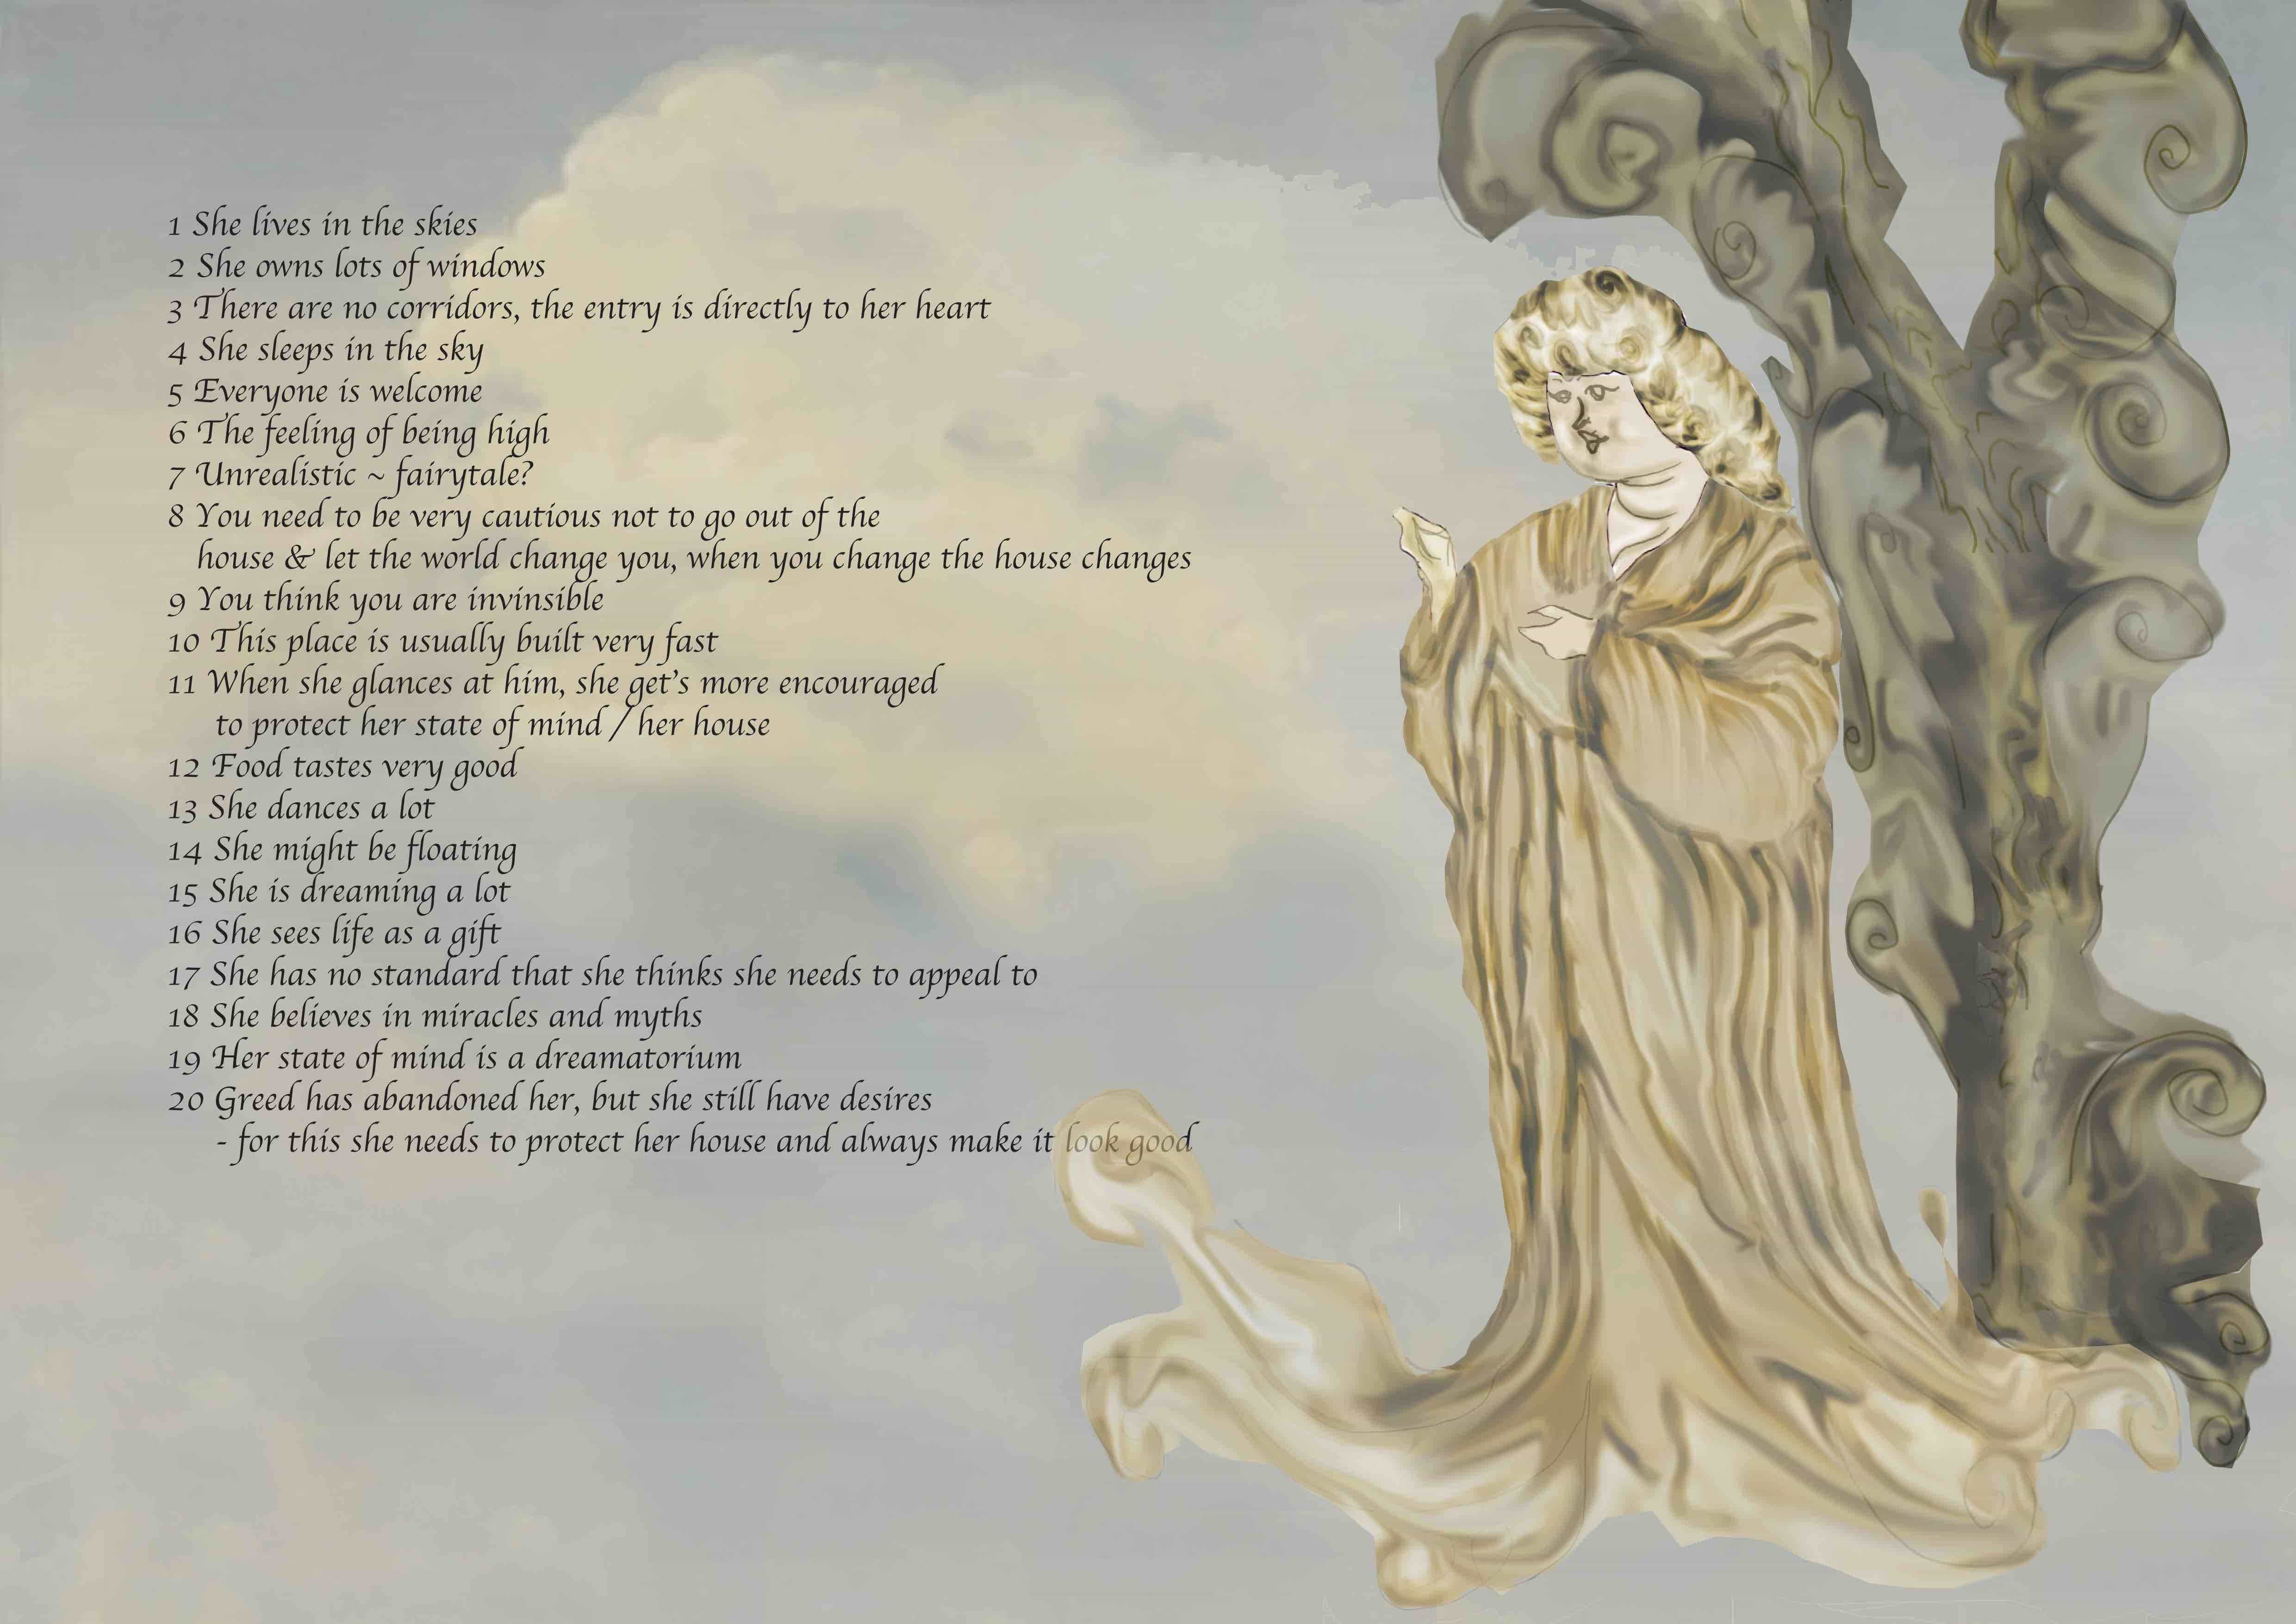 1 She lives in the skies
2 She owns lots of windows
3 There are no corridors, the entry is directly to her heart
4 She sleeps in the sky
5 Everyone is welcome
6 The feeling of being high
7 Unrealistic ~ fairytale?
8 You need to be very cautious not to go out of the
house & let the world change you, when you change the house changes
9 You think you are invinsible
10 This place is usually built very fast
11 When she glances at him, she get's more encouraged
to protect her state of mind / her house
12 Food tastes very good
13 She dances a lot
14 She might be floating
15 She is dreaming a lot
16 She sees life as a gift
17 She has no standard that she thinks she needs to appeal to
18 She believes in miracles and myths
19 Her state of mind is a dreamatorium
20 Greed has abandoned her, but she still have desires
- for this she needs to protect her house and always make it look good